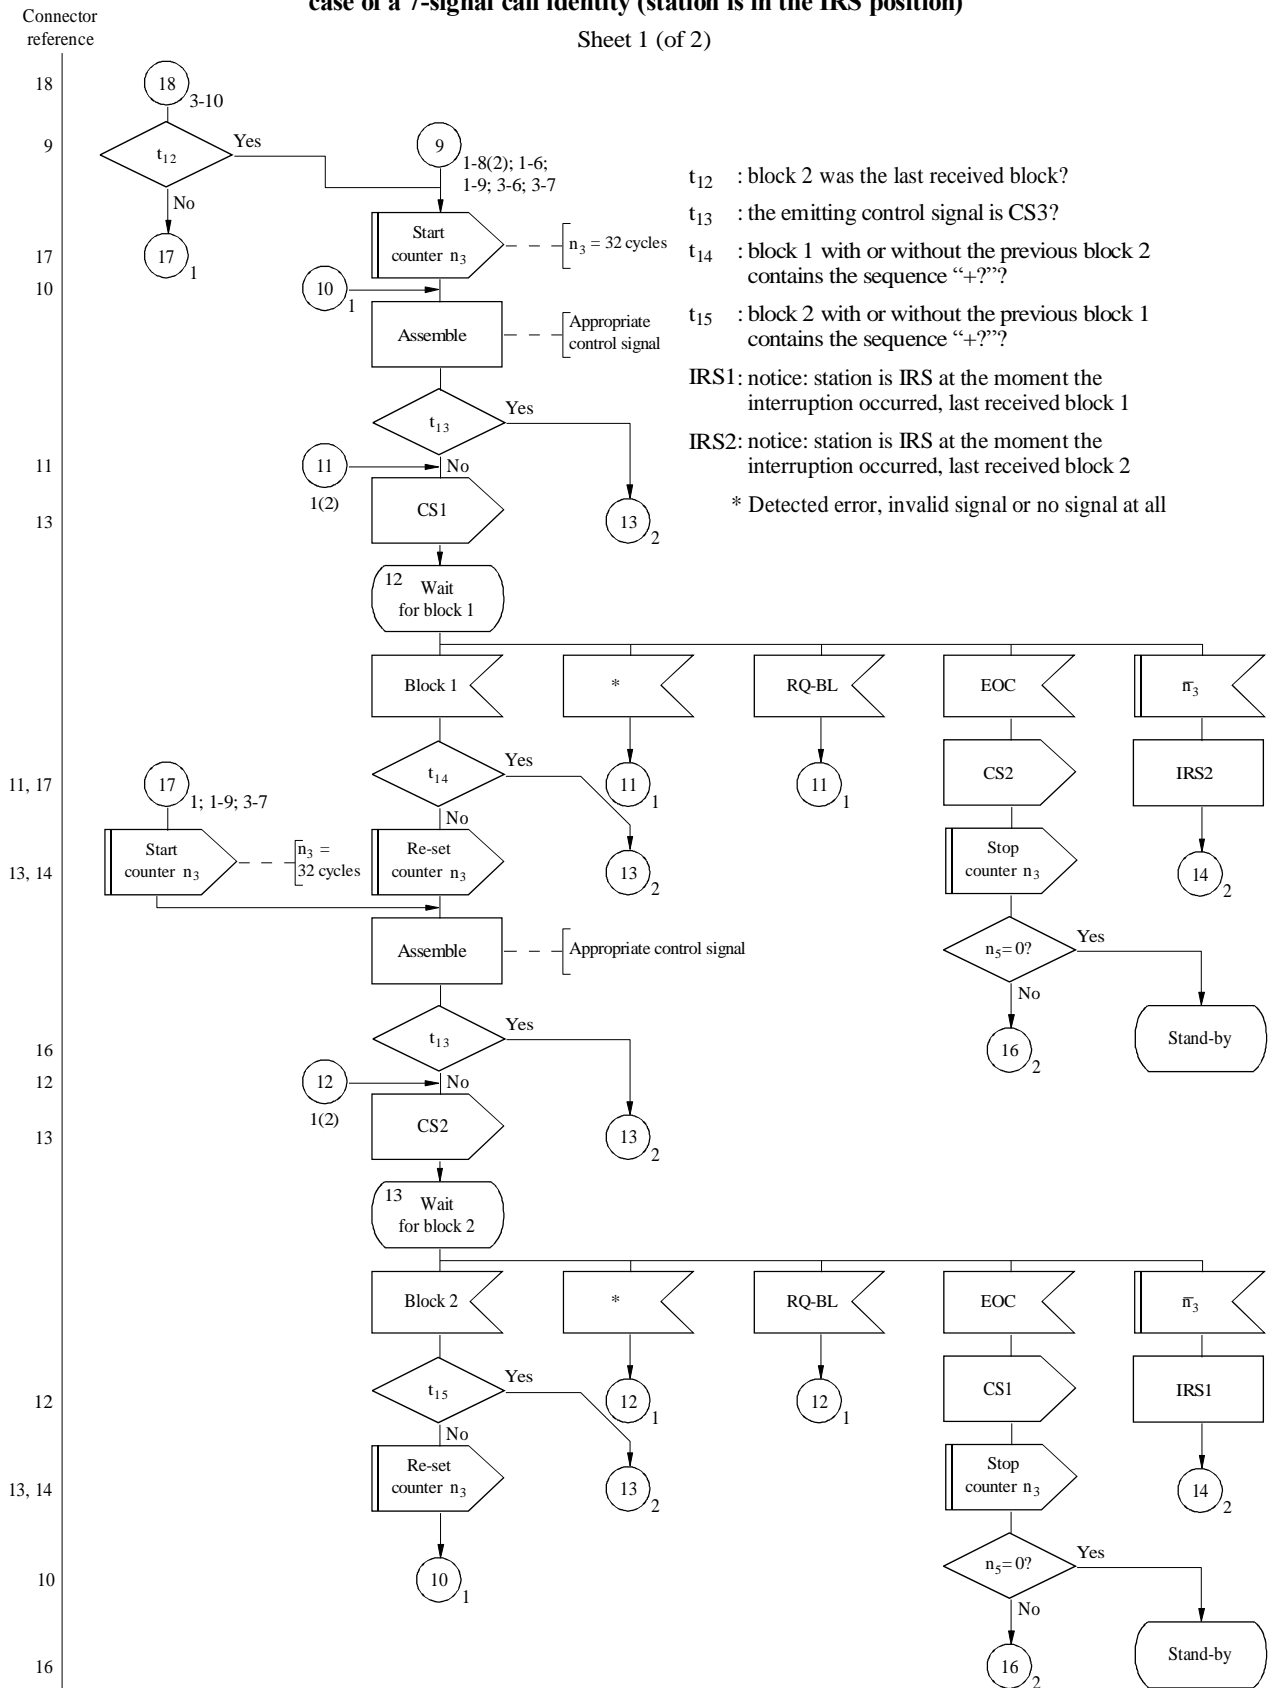 case of a 7-signal call identity (station is in the IRS position)
Sheet 1 (of 2)
Connector
reference
18
18
3-10
9
t12
Yes
9
1-8(2); 1-6;
1-9; 3-6; 3-7
No
17
17
1
Start
counter n3
n3 = 32 cycles
t12 : block 2 was the last received block?
t13 : the emitting control signal is CS3?
t14 : block 1 with or without the previous block 2
contains the sequence “+?”?
t15 : block 2 with or without the previous block 1
contains the sequence “+?”?
IRS1: notice: station is IRS at the moment the
interruption occurred, last received block 1
IRS2: notice: station is IRS at the moment the
interruption occurred, last received block 2
* Detected error, invalid signal or no signal at all
10
10
1
Assemble
Appropriate
control signal
t13
Yes
11
11
No
1(2)
CS1
13
13
2
12
Wait
for block 1
Block 1
*
RQ-BL
EOC
n̅3
t14
Yes
11
1
11
1
CS2
IRS2
11, 17
17
1; 1-9; 3-7
No
Start
counter n3
n3 =
32 cycles
Re-set
counter n3
13
2
Stop
counter n3
14
2
13, 14
Assemble
Appropriate control signal
n5= 0?
Yes
No
t13
Yes
16
16
2
Stand-by
12
12
No
1(2)
CS2
13
13
2
13
Wait
for block 2
Block 2
*
RQ-BL
EOC
n̅3
t15
Yes
12
12
1
12
1
CS1
IRS1
No
Re-set
counter n3
13
2
Stop
counter n3
14
2
13, 14
10
10
1
n5= 0?
Yes
No
16
16
2
Stand-by